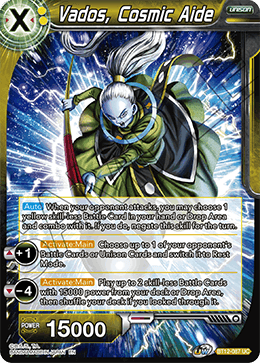 X
Vados, Cosmic Aide
UNISON
Auto When your opponent attacks, you may choose 1
yellow skill-less Battle Card in your hand or Drop Area
and combo with it. If you do, negate this skill for the turn.
+1 Activate:Main Choose up to 1 of your opponent's
Battle Cards or Unison Cards and switch it to Rest
Mode.
-4 Activate:Main Play up to 2 skill-less Battle Cards
with 15000 power from your deck or Drop Area,
then shuffle your deck if you looked through it.
POWER 15000
BT12-087 UC